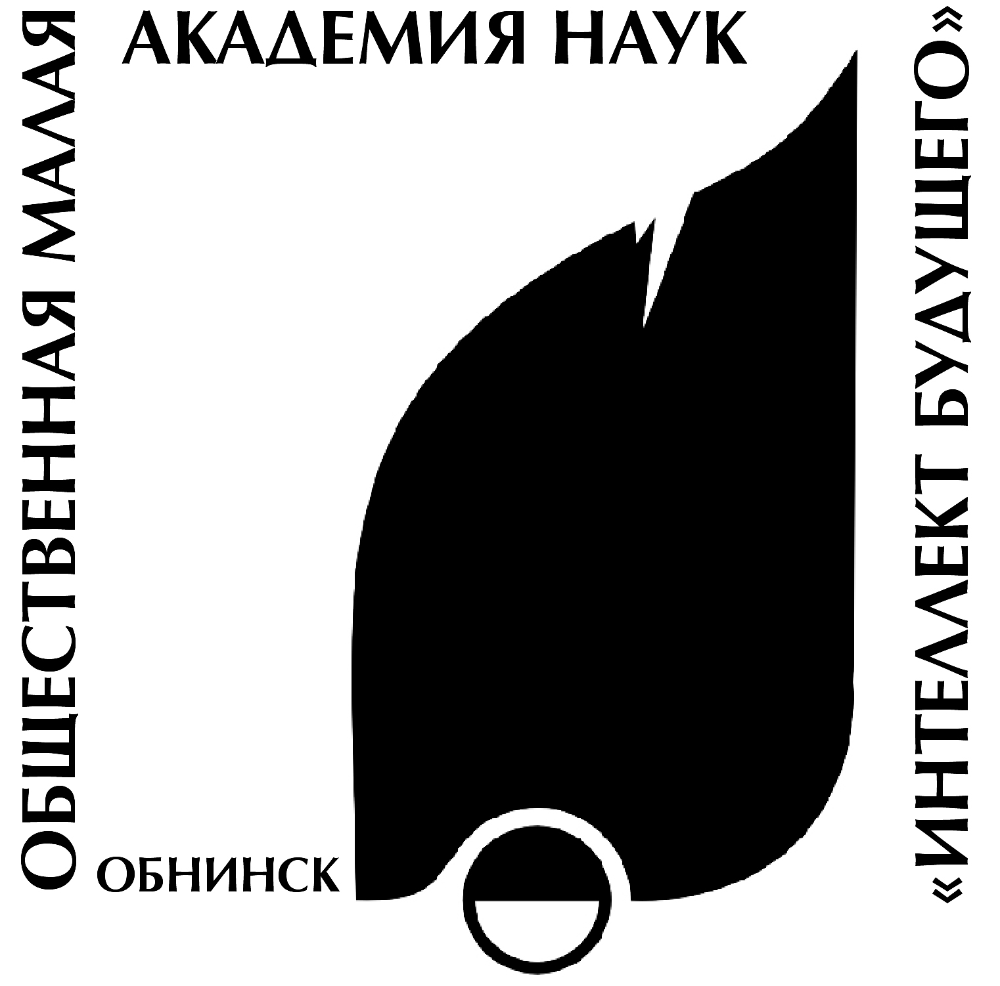 ОБЩЕСТВЕННАЯ МАЛАЯ
АКАДЕМИЯ НАУК
«ИНТЕЛЛЕКТ БУДУЩЕГО»
ОБНИНСК